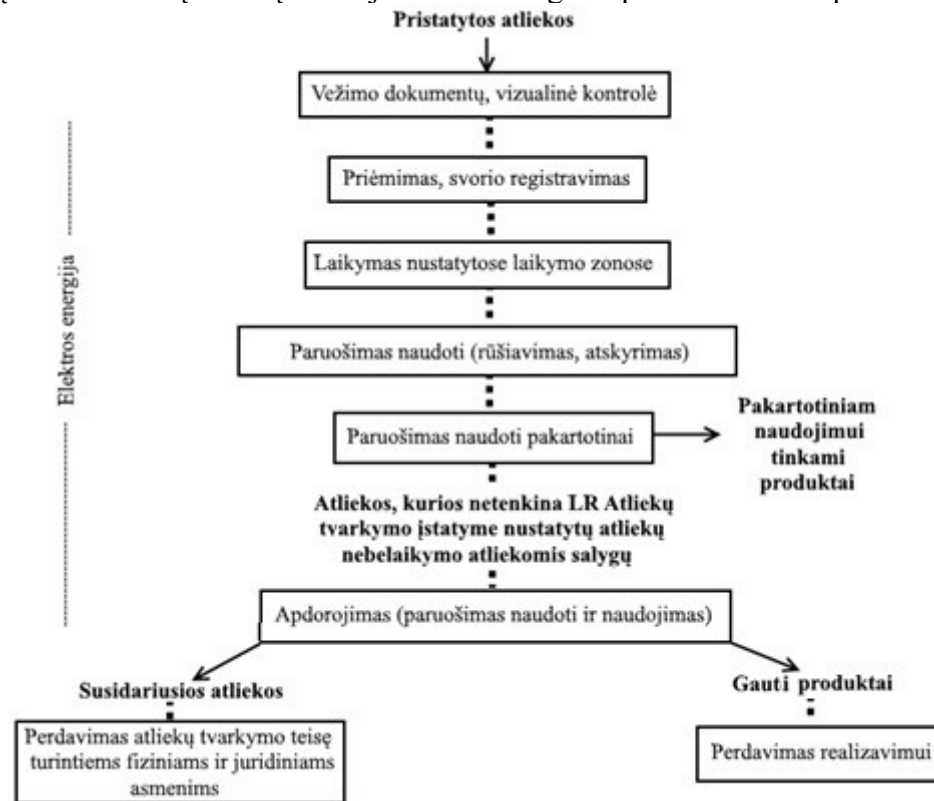 Pristatytos atliekos
Vežimo dokumentų, vizualinė kontrolė
Priėmimas, svorio registravimas
Laikymas nustatytose laikymo zonose
Elektros energija
Paruošimas naudoti (rūšiavimas, atskyrimas)
Paruošimas naudoti pakartotinai
Pakartotiniam
naudojimui
tinkami
produktai
Atliekos, kurios netenkina LR Atliekų
tvarkymo įstatyme nustatytų atliekų
nebelaikymo atliekomis salygų
Apdorojimas (paruošimas naudoti ir naudojimas)
Susidariusios atliekos
Gauti produktai
Perdavimas atliekų tvarkymo teisę
turintiems fiziniams ir juridiniams
asmenims
Perdavimas realizavimui